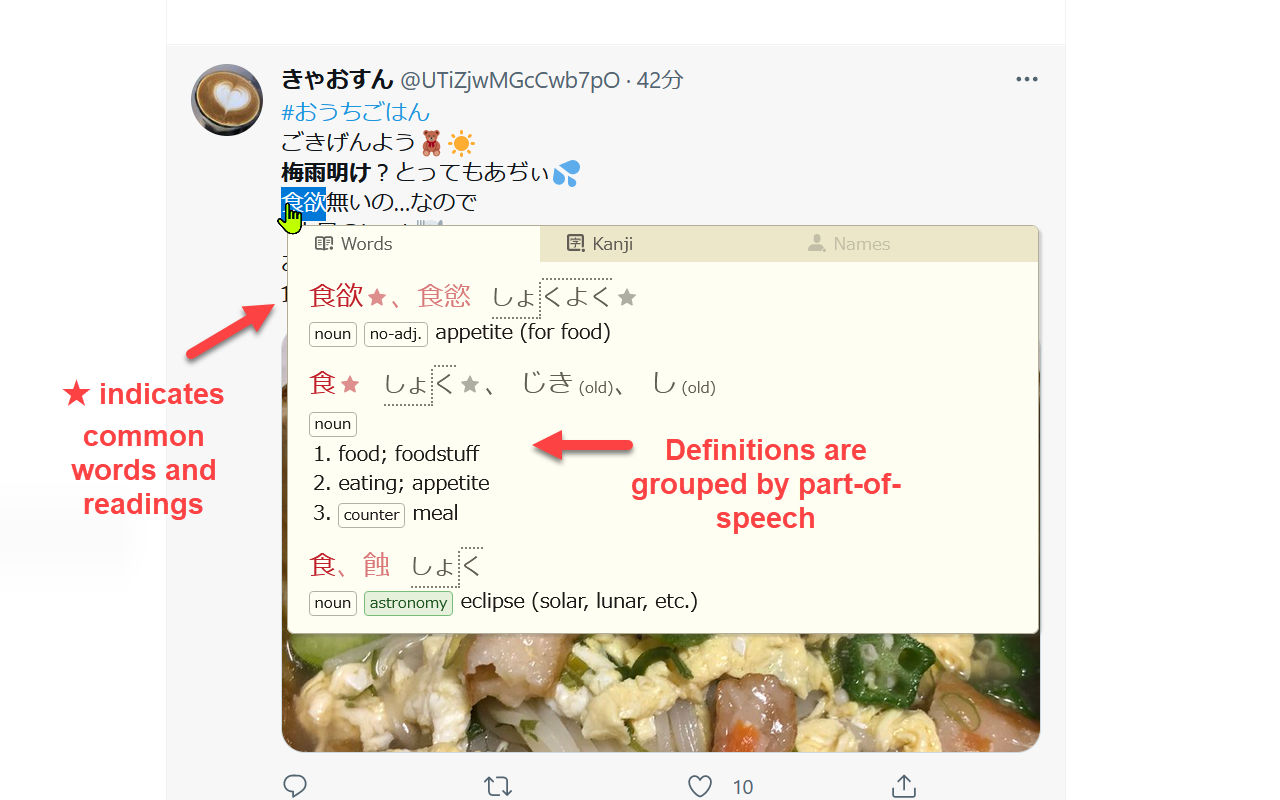 きゃおすん @UTiZjwMGcCwb7pO · 42分
#おうちごはん
ごきげんよう🧸☀️
梅雨明け？とってもあぢぃ💦
食欲無いの...なので
Words Kanji Names
食欲★、食慾 しょくよく★
noun no-adj. appetite (for food)
食★ しょく★、 じき (old)、 し (old)
noun
1. food; foodstuff
2. eating; appetite
3. counter meal
食、蝕 しょく
noun astronomy eclipse (solar, lunar, etc.)
★ indicates
common
words and
readings
Definitions are
grouped by part-of-
speech
10